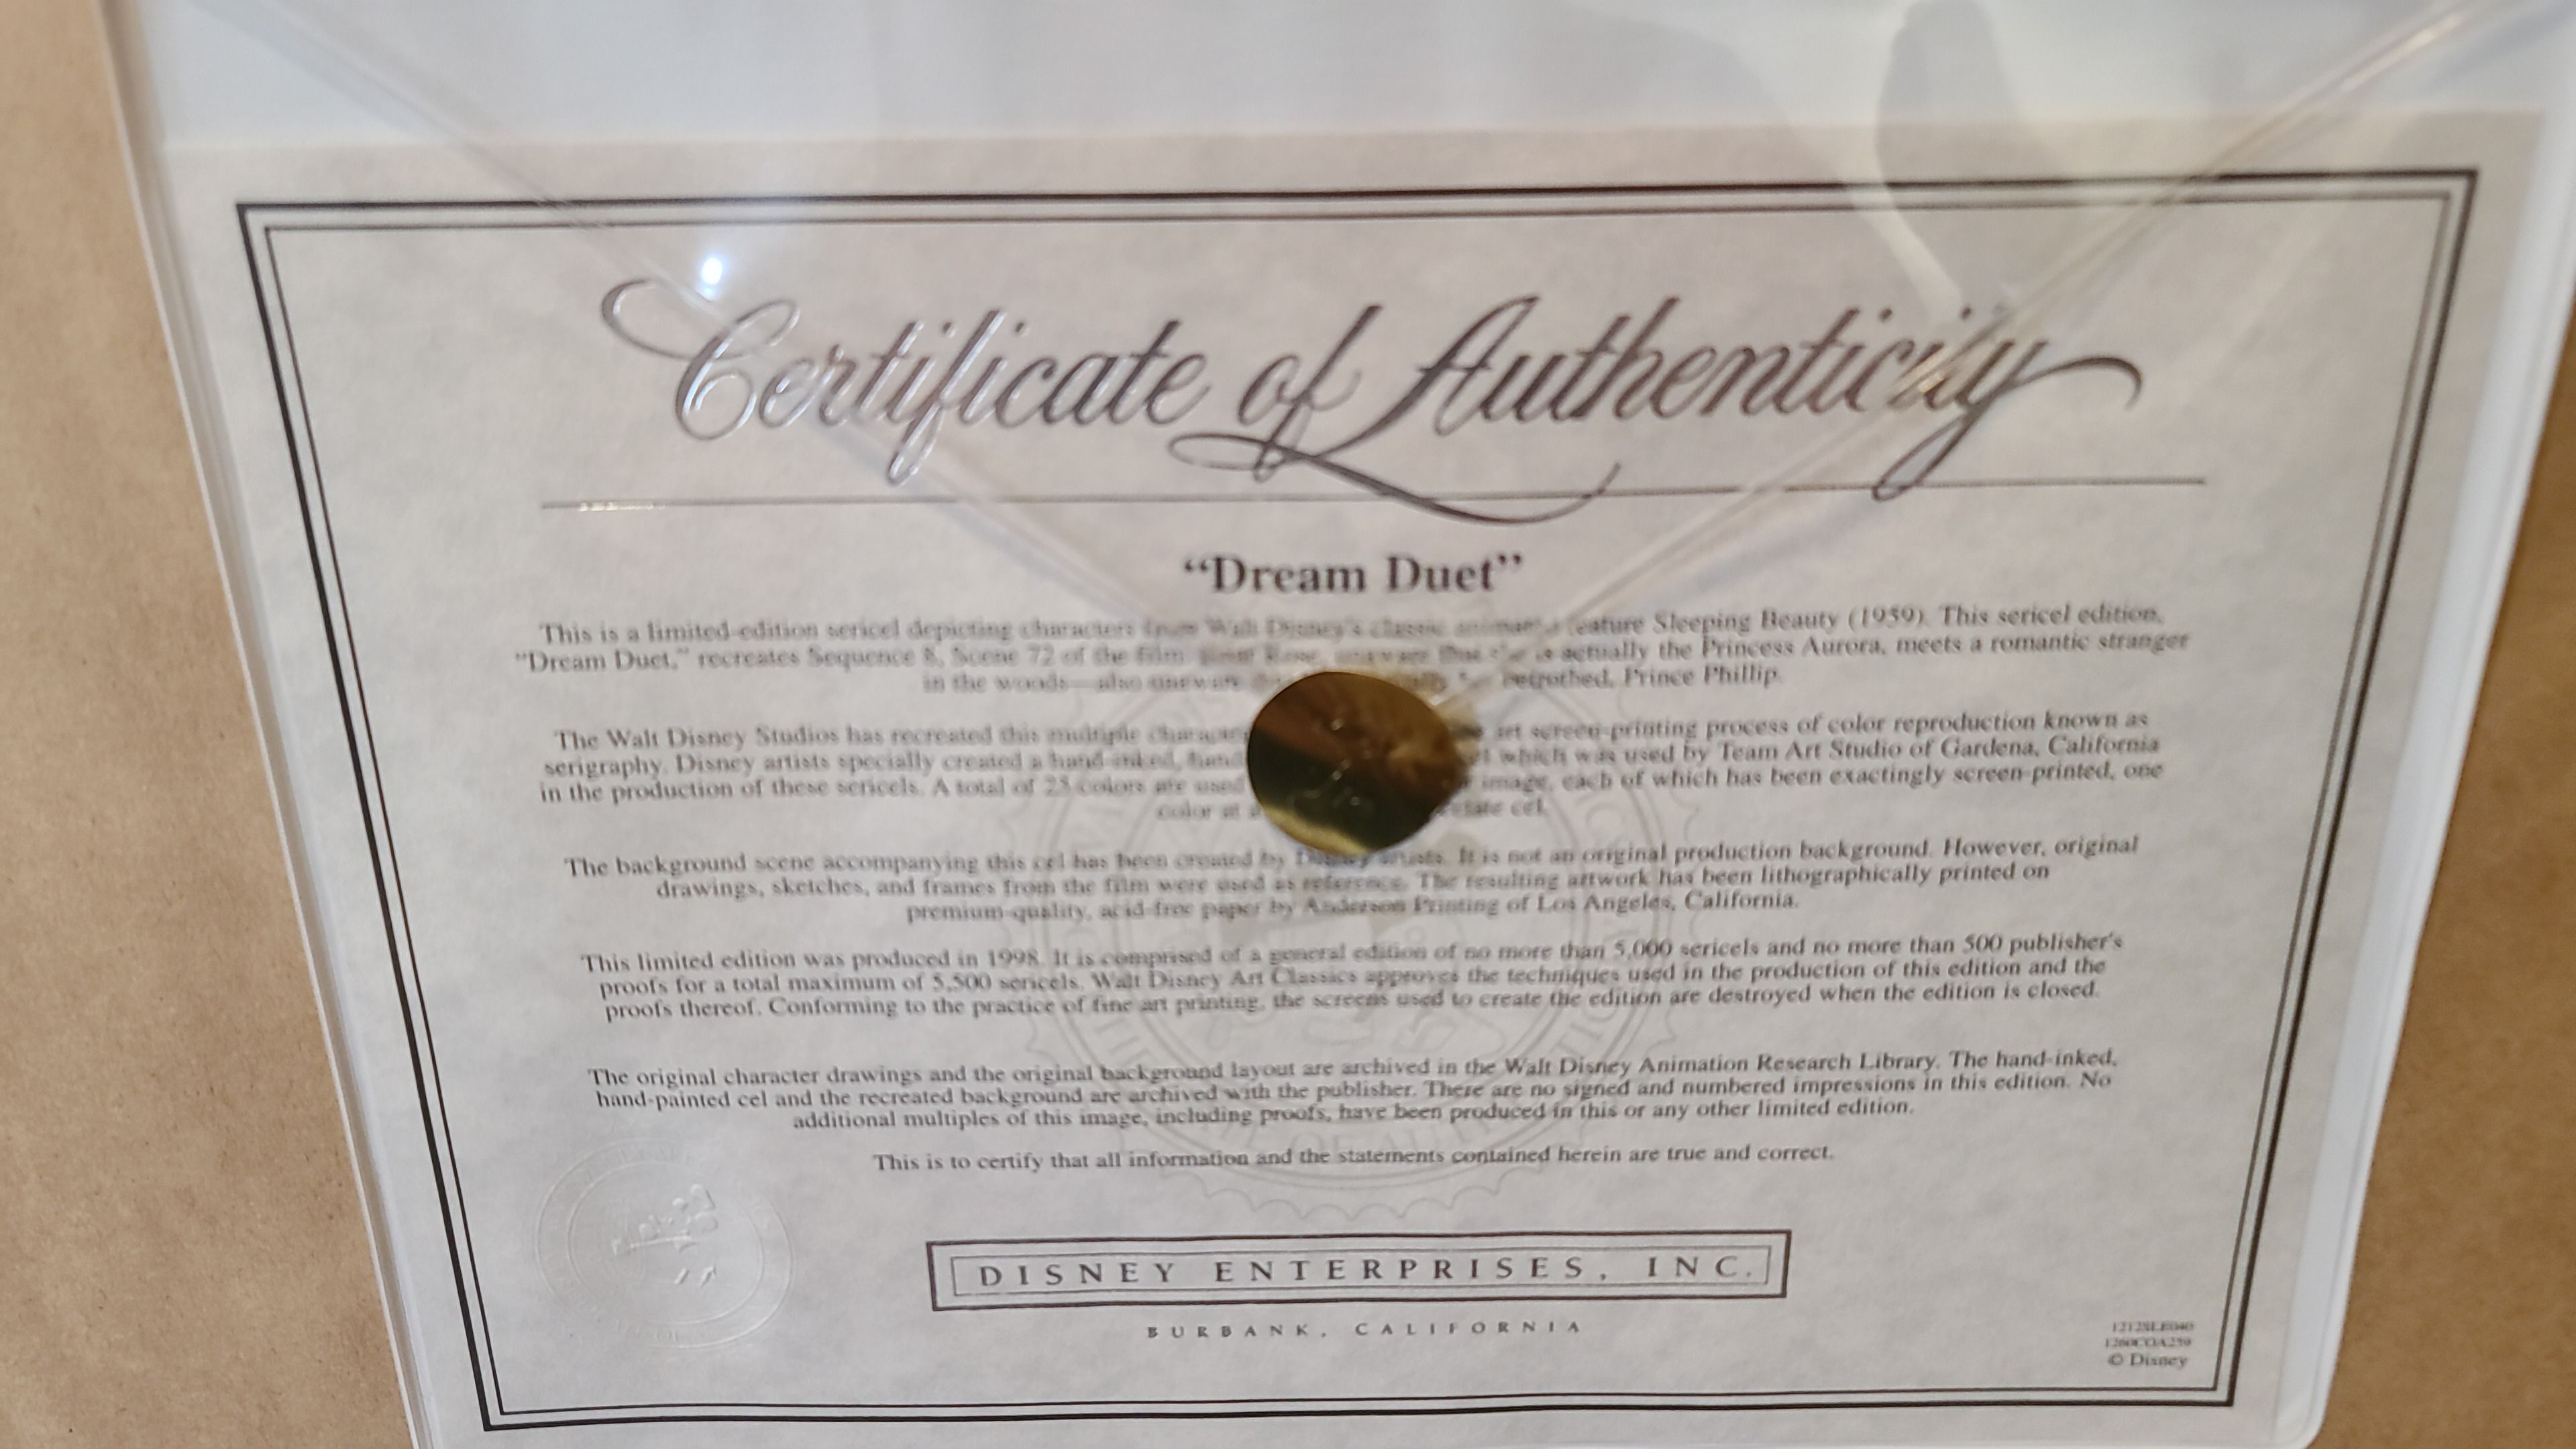 Certificate of Authenticity
“Dream Duet”
This is a limited-edition sericel depicting characters from Walt Disney's classic feature Sleeping Beauty (1959). This sericel edition,
“Dream Duet,” recreates Sequence 8, Scene 72 of the film. Rose, unaware that she is actually the Princess Aurora, meets a romantic stranger
in the woods—also unaware betrothed, Prince Phillip.
The Walt Disney Studios has recreated this multiple art screen-printing process of color reproduction known as
serigraphy. Disney artists specially created a hand-inked, which was used by Team Art Studio of Gardena, California
in the production of these sericels. A total of 25 colors are used image, each of which has been exactingly screen-printed, one
color at cel.
The background scene accompanying this cel has been created by Disney artists. It is not an original production background. However, original
drawings, sketches, and frames from the film were used as reference. The resulting artwork has been lithographically printed on
premium-quality, acid-free paper by Anderson Printing of Los Angeles, California.
This limited edition was produced in 1998. It is comprised of a general edition of no more than 5,000 sericels and no more than 500 publisher's
proofs for a total maximum of 5,500 sericels. Walt Disney Art Classics approves the techniques used in the production of this edition and the
proofs thereof. Conforming to the practice of fine art printing, the screens used to create the edition are destroyed when the edition is closed.
The original character drawings and the original background layout are archived in the Walt Disney Animation Research Library. The hand-inked,
hand-painted cel and the recreated background are archived with the publisher. There are no signed and numbered impressions in this edition. No
additional multiples of this image, including proofs, have been produced in this or any other limited edition.
This is to certify that all information and the statements contained herein are true and correct.
DISNEY ENTERPRISES, INC.
BURBANK, CALIFORNIA
© Disney